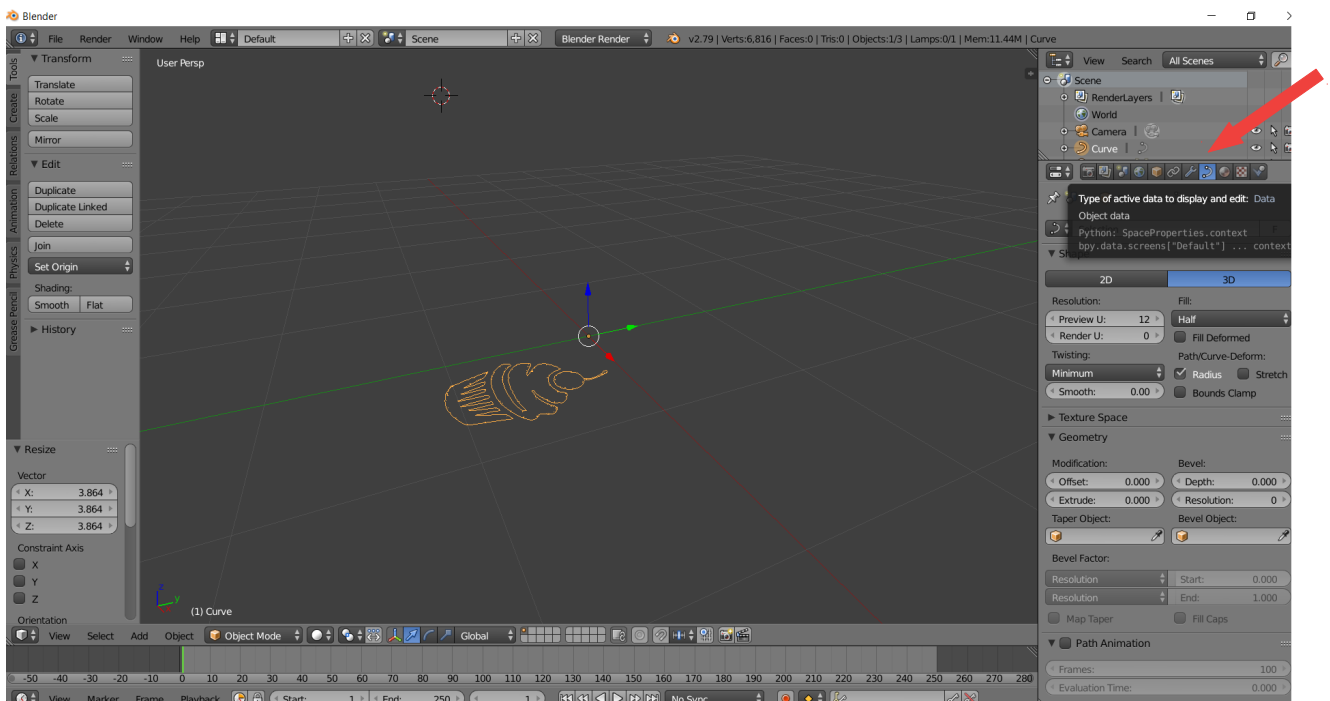 Blender
File Render Window Help Default Scene Blender Render v2.79 | Verts:6,816 | Faces:0 | Tris:0 | Objects:1/3 | Lamps:0/1 | Mem:11.44M | Curve
Tools
Create
Relations
Animation
Physics
Grease Pencil
Transform
Translate
Rotate
Scale
Mirror
Edit
Duplicate
Duplicate Linked
Delete
Join
Set Origin
Shading:
Smooth Flat
History
Resize
Vector
X: 3.864
Y: 3.864
Z: 3.864
Constraint Axis
X
Y
Z
Orientation
User Persp
z
y
(1) Curve
View Select Add Object Object Mode Global
-50 -40 -30 -20 -10 0 10 20 30 40 50 60 70 80 90 100 110 120 130 140 150 160 170 180 190 200 210 220 230 240 250 260 270 280
View Marker Frame Playback Start: 1 End: 250 1 No Sync
View Search All Scenes
Scene
RenderLayers |
World
Camera |
Curve |
Type of active data to display and edit: Data
Object data
Python: SpaceProperties.context
bpy.data.screens["Default"] ... context
Shape
2D 3D
Resolution: Fill:
Preview U: 12 Half
Render U: 0 Fill Deformed
Twisting: Path/Curve-Deform:
Minimum Radius Stretch
Smooth: 0.00 Bounds Clamp
Texture Space
Geometry
Modification: Bevel:
Offset: 0.000 Depth: 0.000
Extrude: 0.000 Resolution: 0
Taper Object: Bevel Object:
Bevel Factor:
Resolution Start: 0.000
Resolution End: 1.000
Map Taper Fill Caps
Path Animation
Frames: 100
Evaluation Time: 0.000